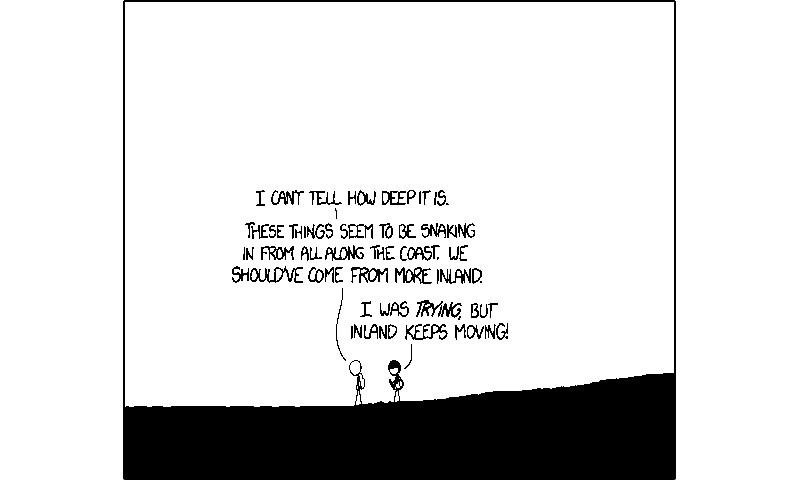 I CAN'T TELL HOW DEEP IT IS.
THESE THINGS SEEM TO BE SNAKING
IN FROM ALL ALONG THE COAST. WE
SHOULD'VE COME FROM MORE INLAND.
I WAS TRYING, BUT
INLAND KEEPS MOVING!